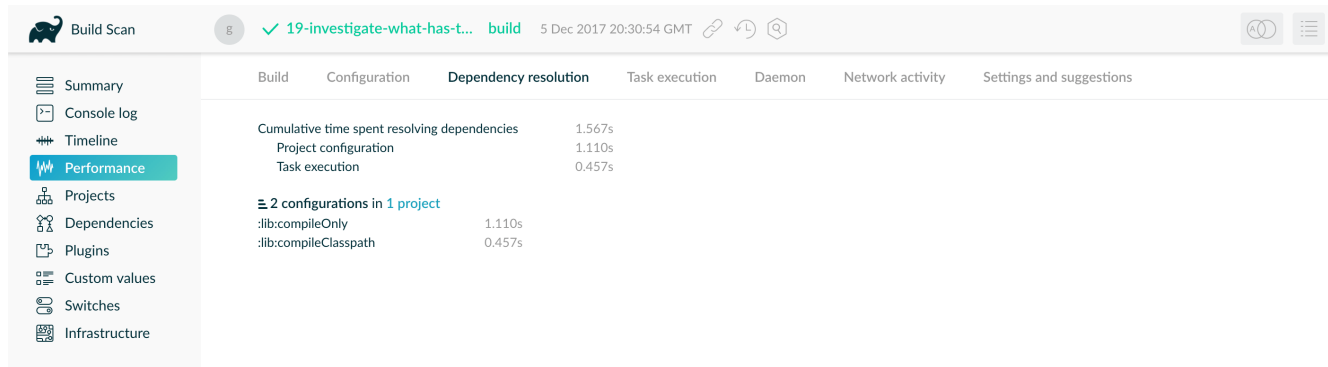 Build Scan
g
19-investigate-what-has-t... build 5 Dec 2017 20:30:54 GMT
A
Summary
Console log
Timeline
Performance
Projects
Dependencies
Plugins
Custom values
Switches
Infrastructure
Build Configuration Dependency resolution Task execution Daemon Network activity Settings and suggestions
Cumulative time spent resolving dependencies 1.567s
Project configuration 1.110s
Task execution 0.457s
2 configurations in 1 project
:lib:compileOnly 1.110s
:lib:compileClasspath 0.457s